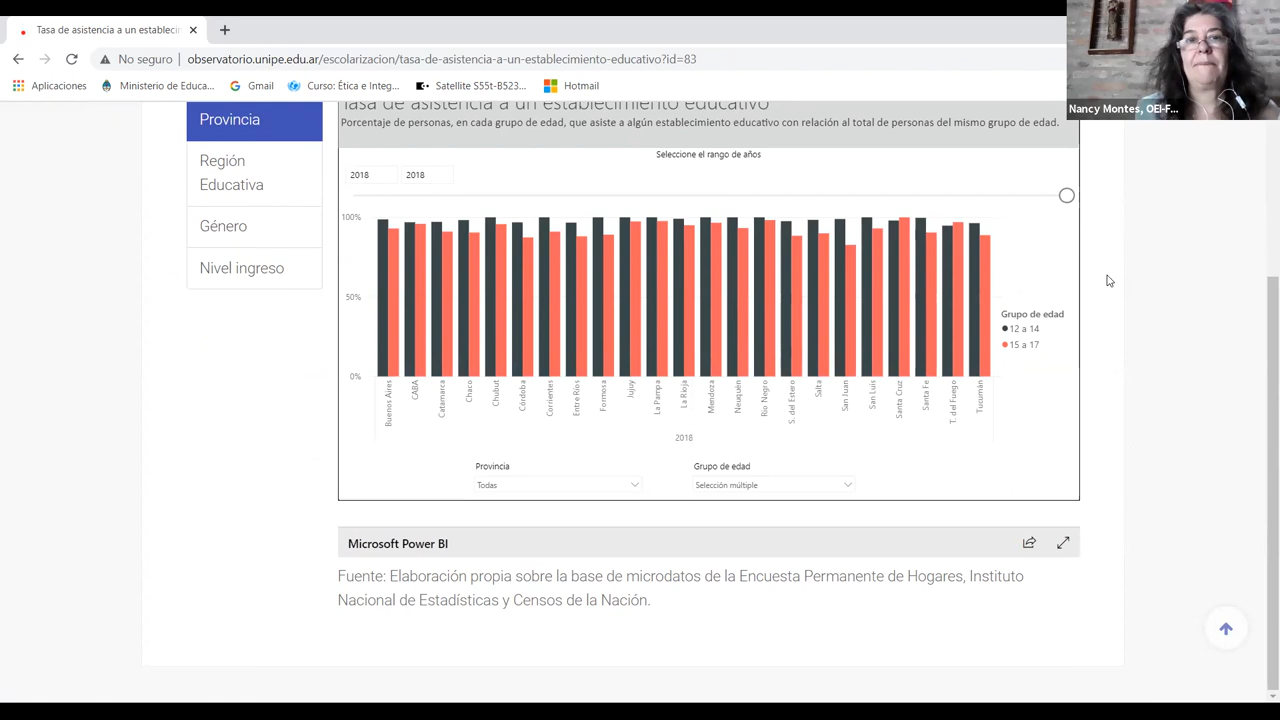 Tasa de asistencia a un estableci
No seguro
observatorio.unipe.edu.ar/escolarizacion/tasa-de-asistencia-a-un-establecimiento-educativo?id=83
Aplicaciones
Ministerio de Educa...
Gmail
Curso: Ética e Integ...
Satellite S55t-B523...
Hotmail
Nancy Montes, OEI-F...
Tasa de asistencia a un establecimiento educativo
Porcentaje de personas, en cada grupo de edad, que asiste a algún establecimiento educativo con relación al total de personas del mismo grupo de edad.
Provincia
Región
Educativa
Género
Nivel ingreso
Seleccione el rango de años
2018
2018
100%
50%
0%
Buenos Aires
CABA
Catamarca
Chaco
Chubut
Córdoba
Corrientes
Entre Ríos
Formosa
Jujuy
La Pampa
La Rioja
Mendoza
Neuquén
Río Negro
S. del Estero
Salta
San Juan
San Luis
Santa Cruz
Santa Fe
T. del Fuego
Tucumán
2018
Grupo de edad
12 a 14
15 a 17
Provincia
Todas
Grupo de edad
Selección múltiple
Microsoft Power BI
Fuente: Elaboración propia sobre la base de microdatos de la Encuesta Permanente de Hogares, Instituto
Nacional de Estadísticas y Censos de la Nación.